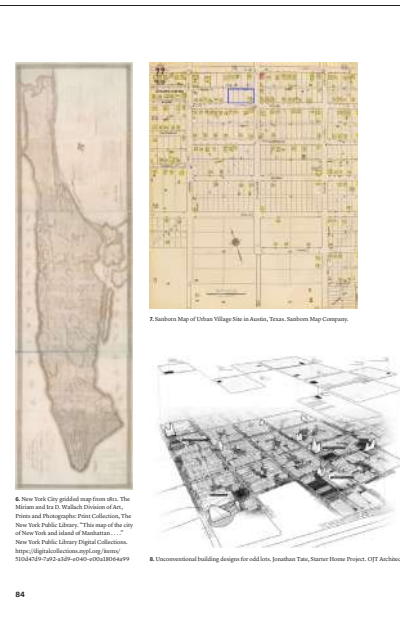 7. Sanborn Map of Urban Village Site in Austin, Texas. Sanborn Map Company.
6. New York City gridded map from 1811. The
Miriam and Ira D. Wallach Division of Art,
Prints and Photographs: Print Collection, The
New York Public Library. "This map of the city
of New York and island of Manhattan . . . ."
New York Public Library Digital Collections.
https://digitalcollections.nypl.org/items/
510d47d9-7a92-a3d9-e040-e00a18064a99
8. Unconventional building designs for odd lots. Jonathan Tate, Starter Home Project. OJT Architec
84